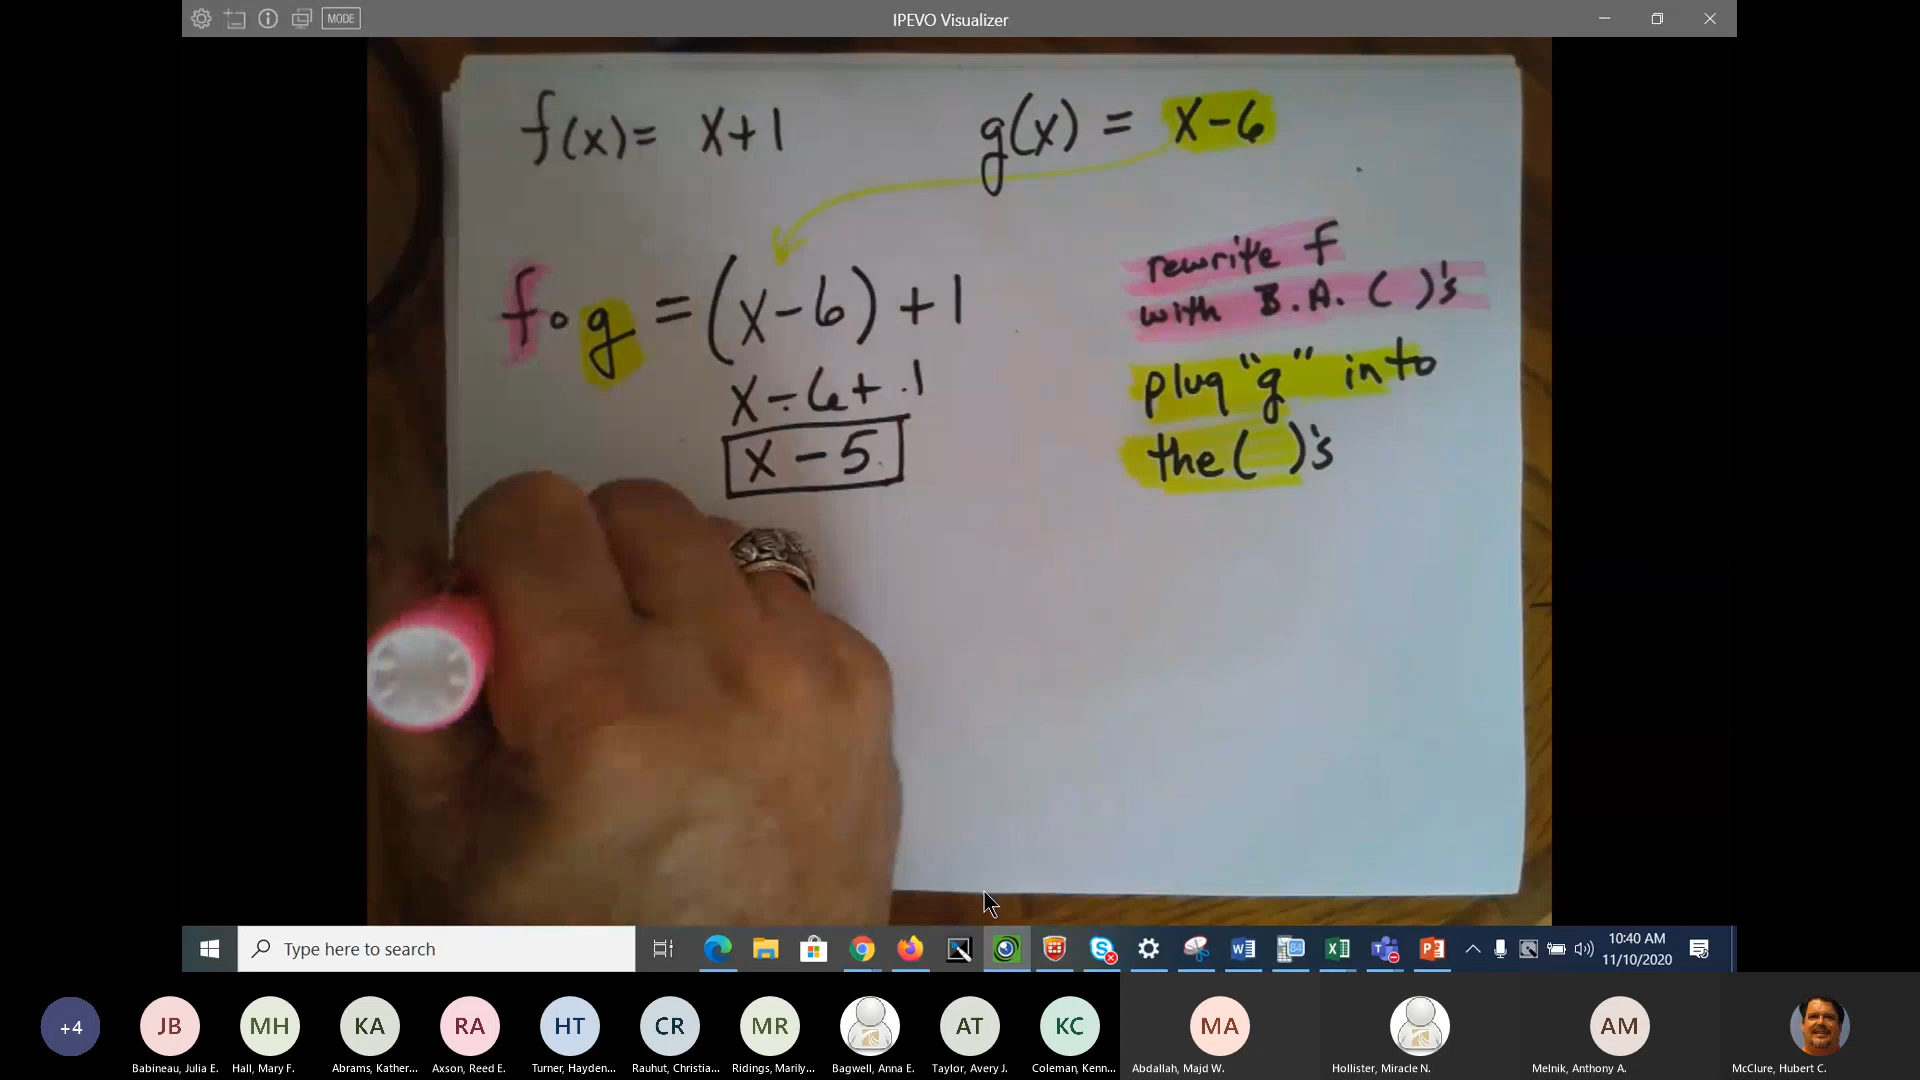 MODE
IPEVO Visualizer
f(x) = x+1
g(x) = x-6
f∘g = (x-6) +1
x-6+1
x-5
rewrite f
with B.A. ( )'s
plug "g" into
the ( )'s
Type here to search
84
10:40 AM
11/10/2020
+4
JB
MH
KA
RA
HT
CR
MR
AT
KC
MA
AM
Babineau, Julia E.
Hall, Mary F.
Abrams, Kather...
Axson, Reed E.
Turner, Hayden...
Rauhut, Christia...
Ridings, Marily...
Bagwell, Anna E.
Taylor, Avery J.
Coleman, Kenn...
Abdallah, Majd W.
Hollister, Miracle N.
Melnik, Anthony A.
McClure, Hubert C.